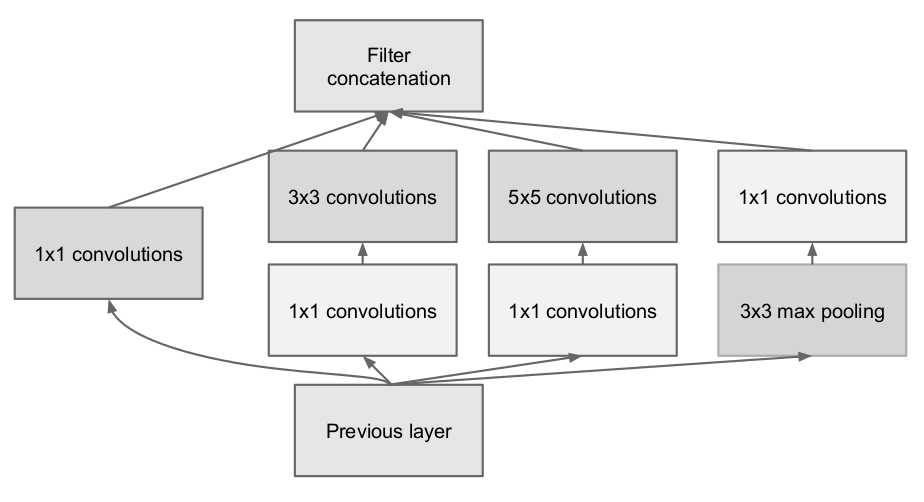 Filter
concatenation
3x3 convolutions
5x5 convolutions
1x1 convolutions
1x1 convolutions
1x1 convolutions
1x1 convolutions
3x3 max pooling
Previous layer